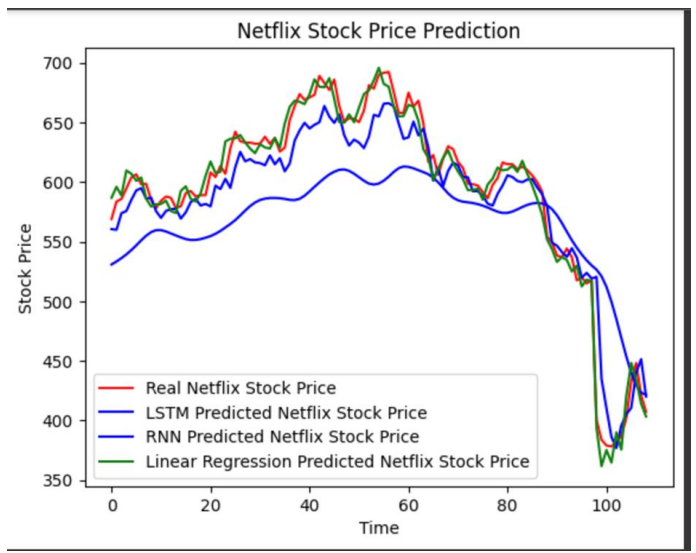 Netflix Stock Price Prediction
700
650
600
550
500
450
400
350
Stock Price
Real Netflix Stock Price
LSTM Predicted Netflix Stock Price
RNN Predicted Netflix Stock Price
Linear Regression Predicted Netflix Stock Price
0 20 40 60 80 100
Time